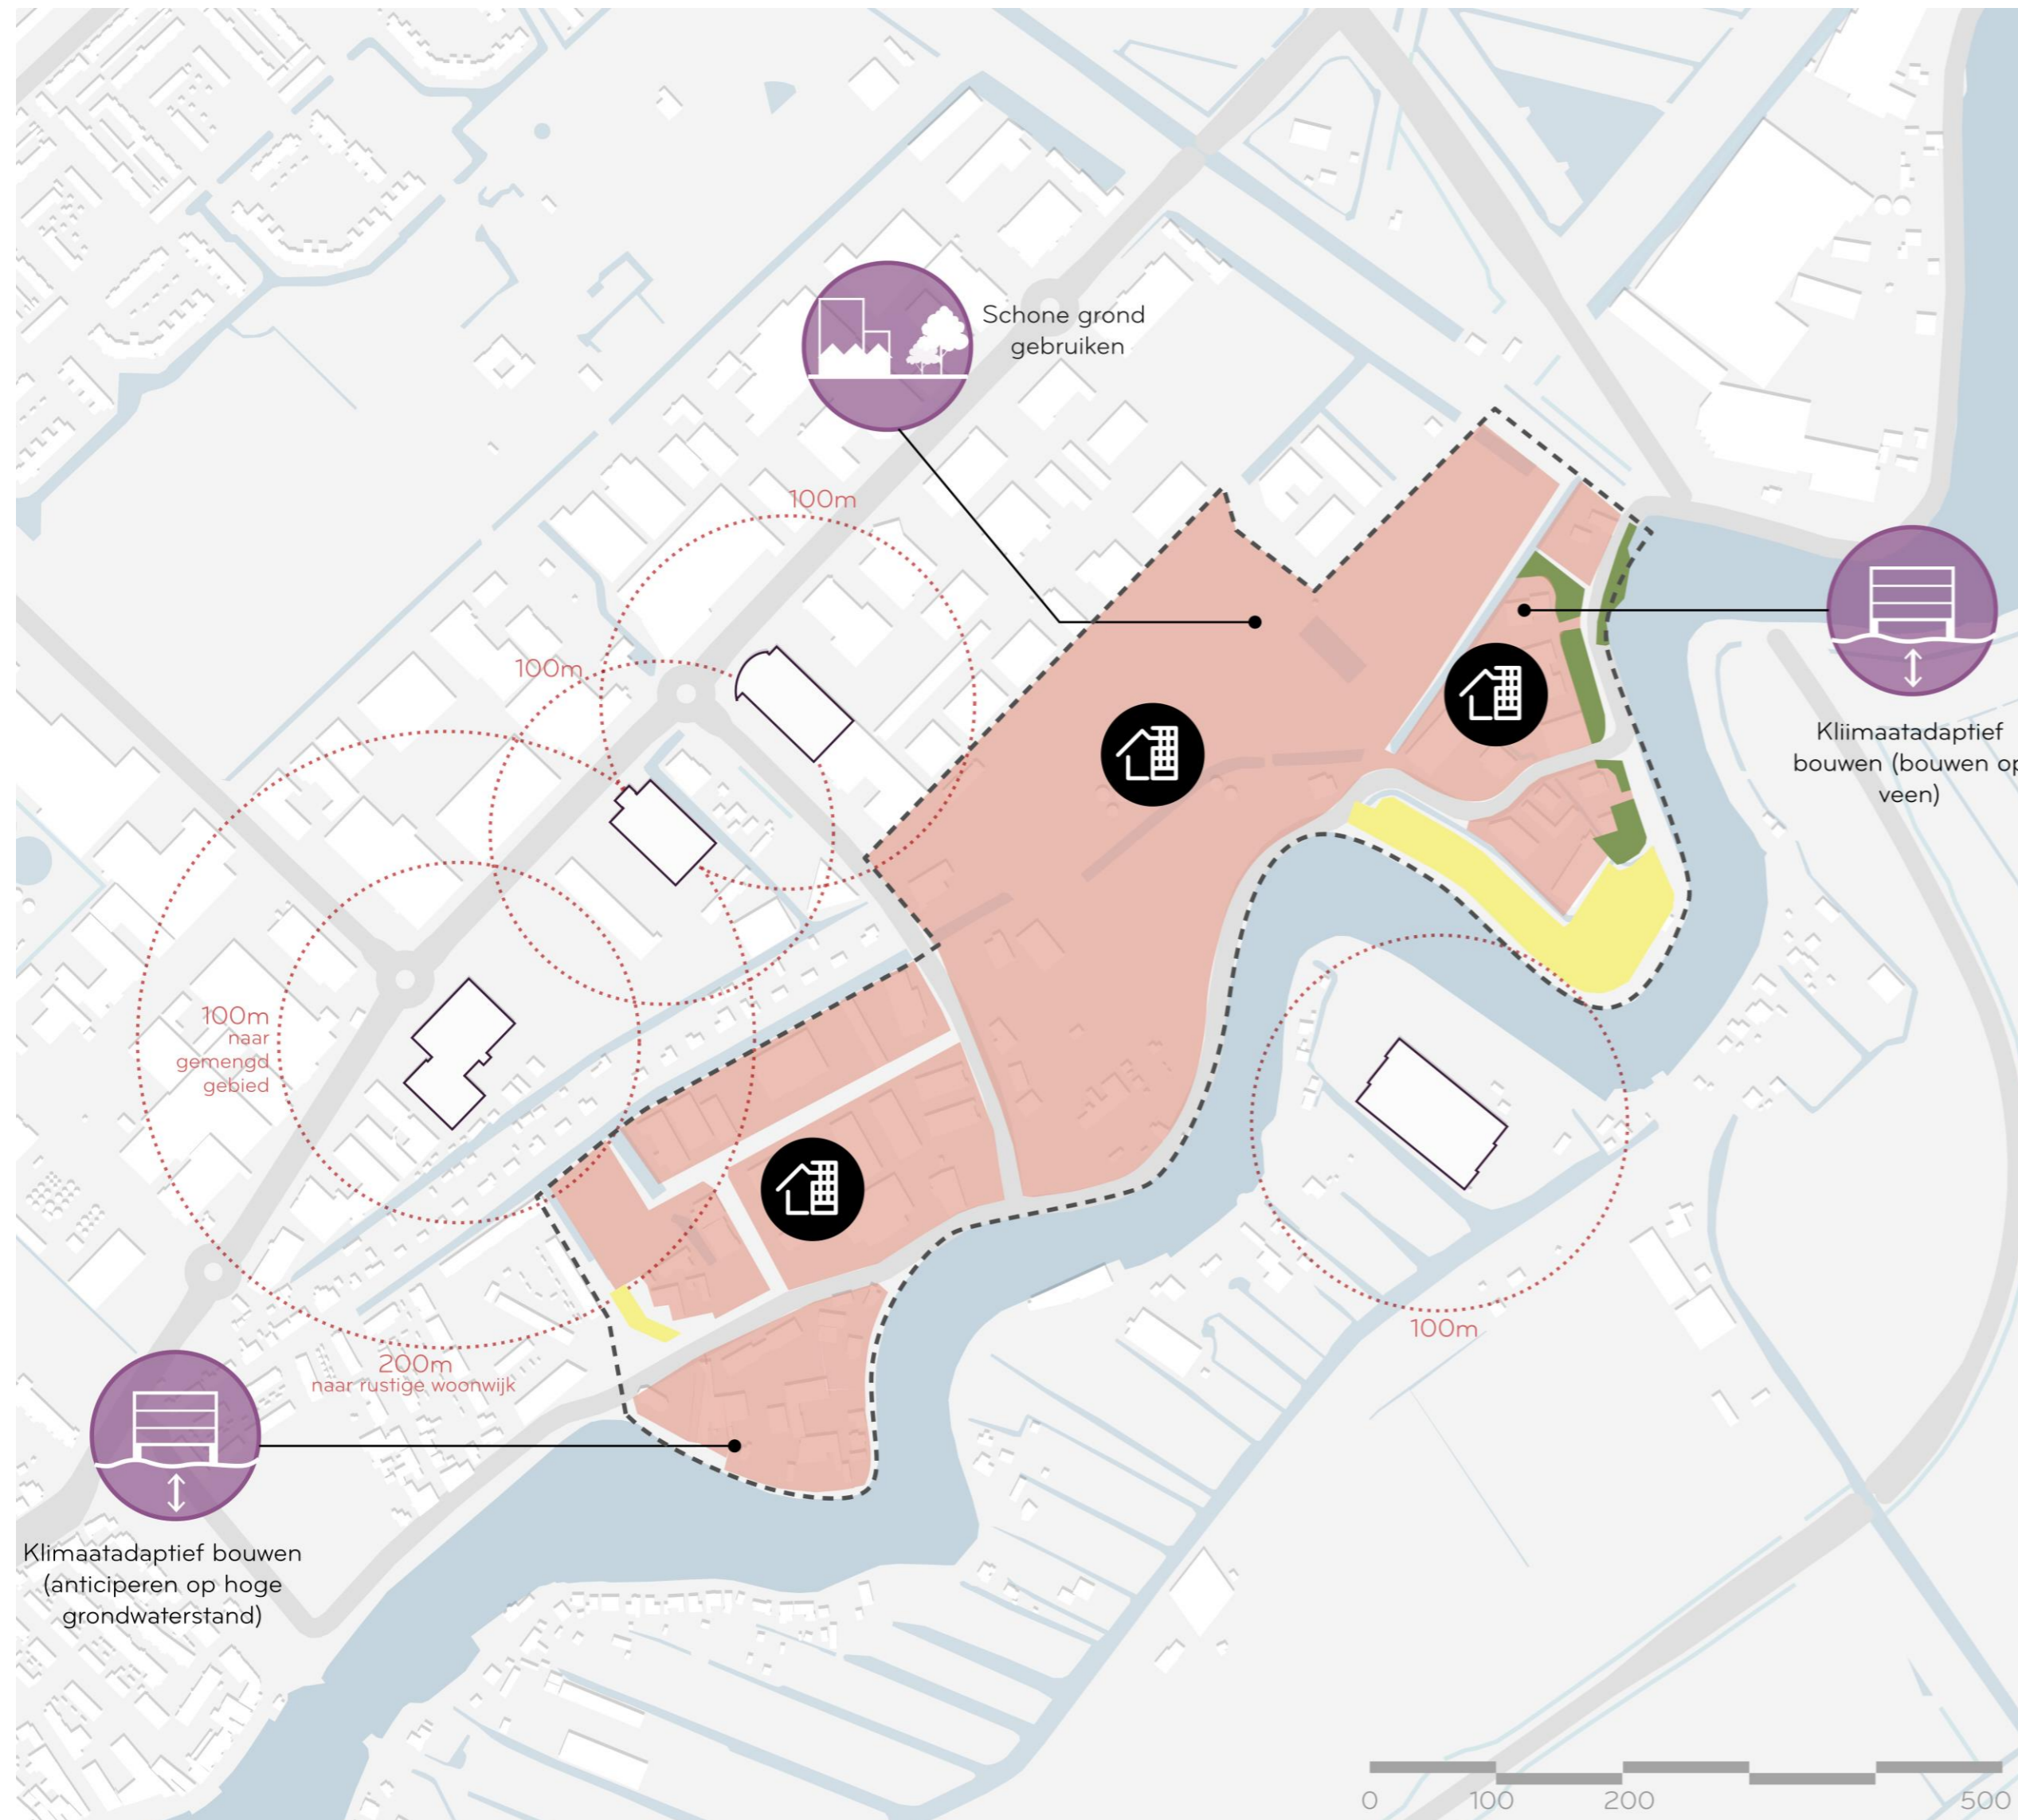 Schone grond
gebruiken
100m
100m
Kliimaatadaptief
bouwen (bouwen op
veen)
100m
naar
gemengd
gebied
100m
200m
naar rustige woonwijk
Klimaatadaptief bouwen
(anticiperen op hoge
grondwaterstand)
0 100 200 500